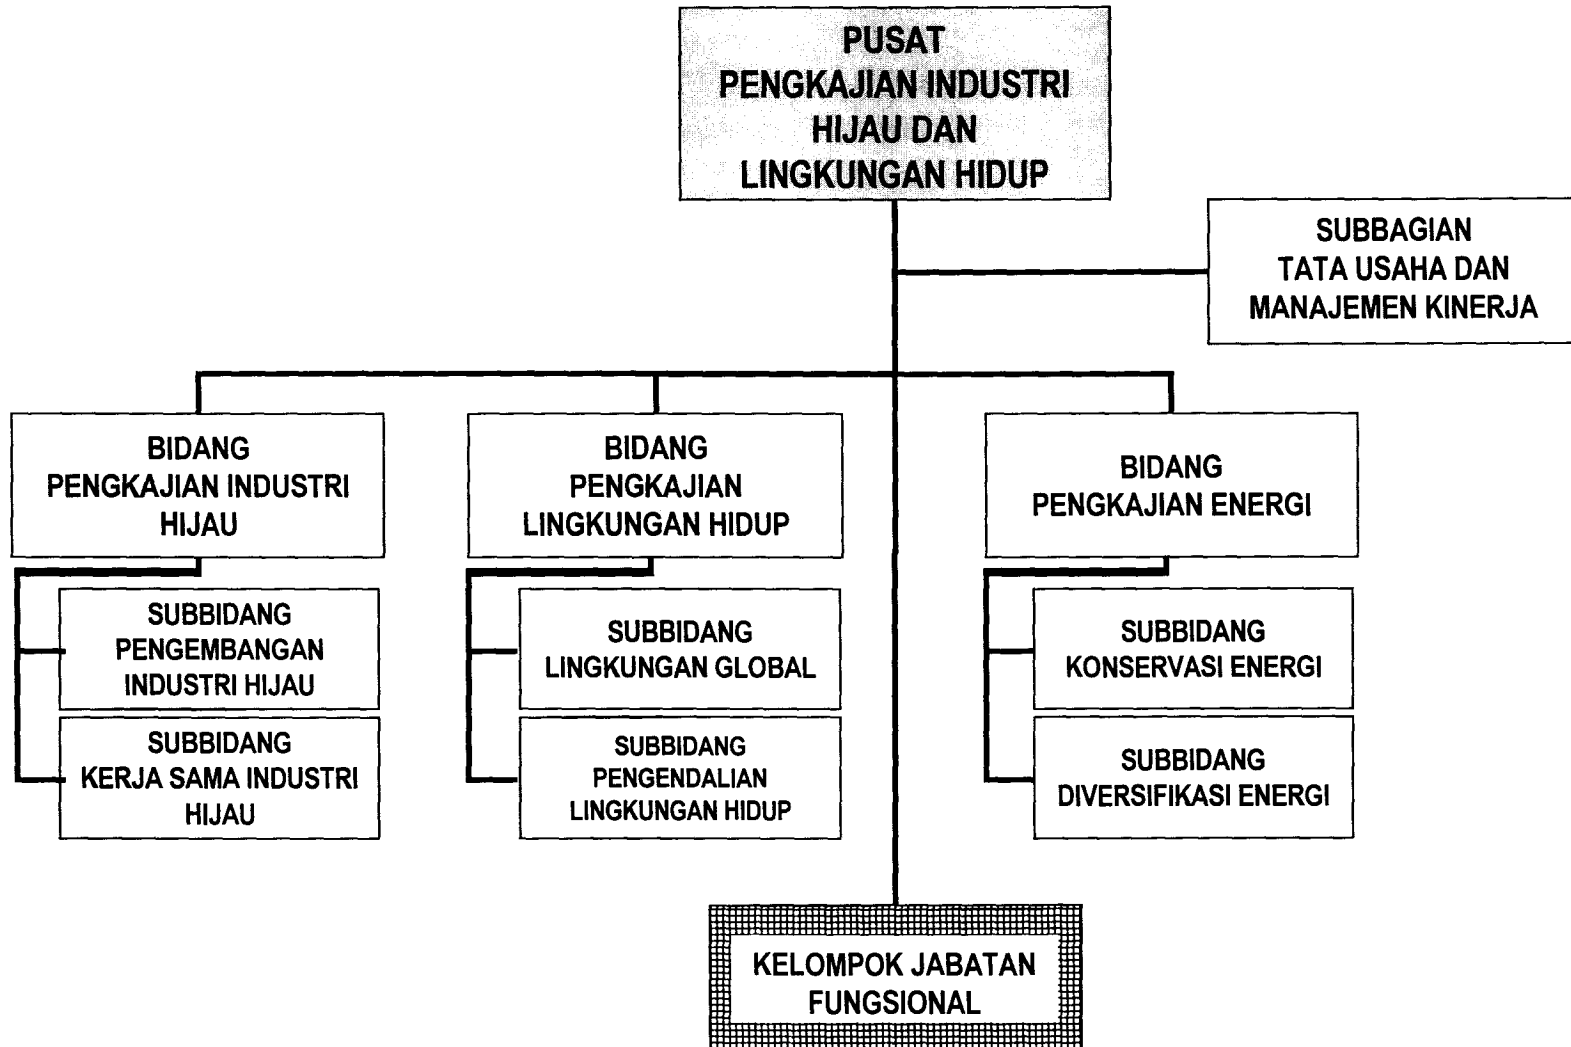 PUSAT
PENGKAJIAN INDUSTRI
HIJAU DAN
LINGKUNGAN HIDUP
SUBBAGIAN
TATA USAHA DAN
MANAJEMEN KINERJA
BIDANG
PENGKAJIAN INDUSTRI
HIJAU
SUBBIDANG
PENGEMBANGAN
INDUSTRI HIJAU
SUBBIDANG
KERJA SAMA INDUSTRI
HIJAU
BIDANG
PENGKAJIAN
LINGKUNGAN HIDUP
SUBBIDANG
LINGKUNGAN GLOBAL
SUBBIDANG
PENGENDALIAN
LINGKUNGAN HIDUP
BIDANG
PENGKAJIAN ENERGI
SUBBIDANG
KONSERVASI ENERGI
SUBBIDANG
DIVERSIFIKASI ENERGI
KELOMPOK JABATAN
FUNGSIONAL